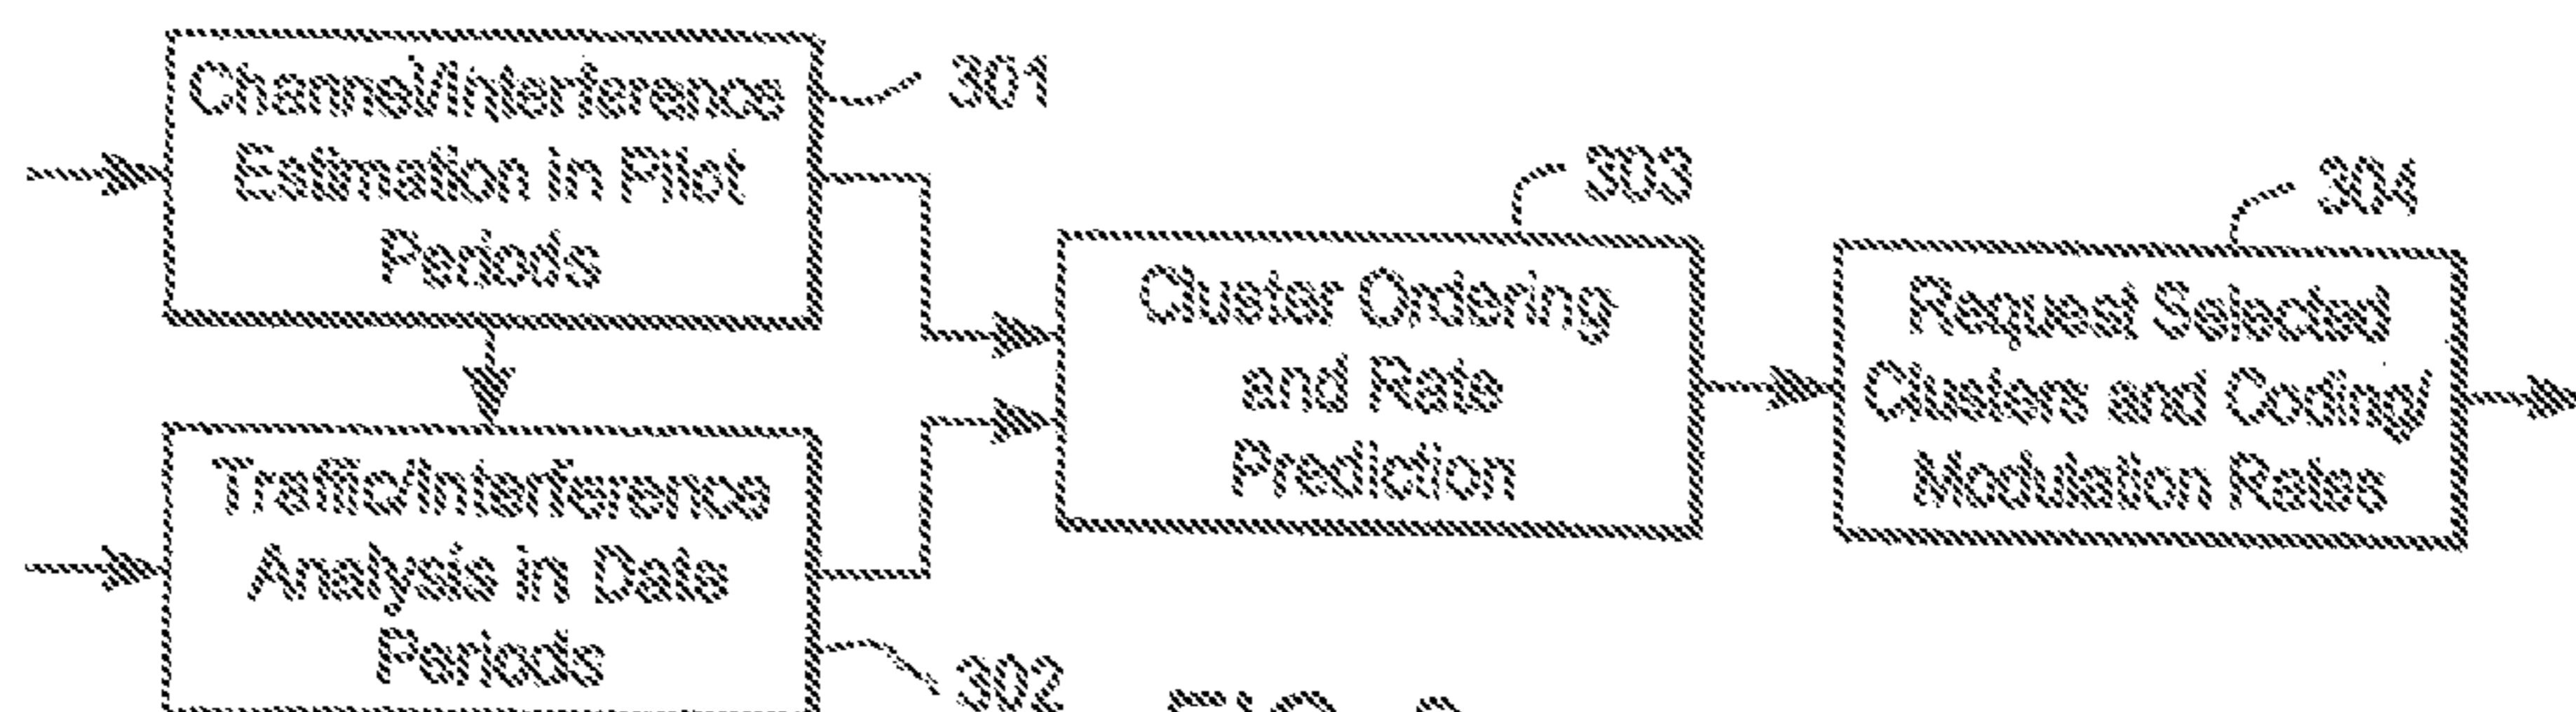 Channel/Interference
Estimation in Pilot
Periods
301
303
304
Cluster Ordering
and Rate
Prediction
Request Selected
Clusters and Coding/
Modulation Rates
Traffic/Interference
Analysis in Data
Periods
302
FIG.